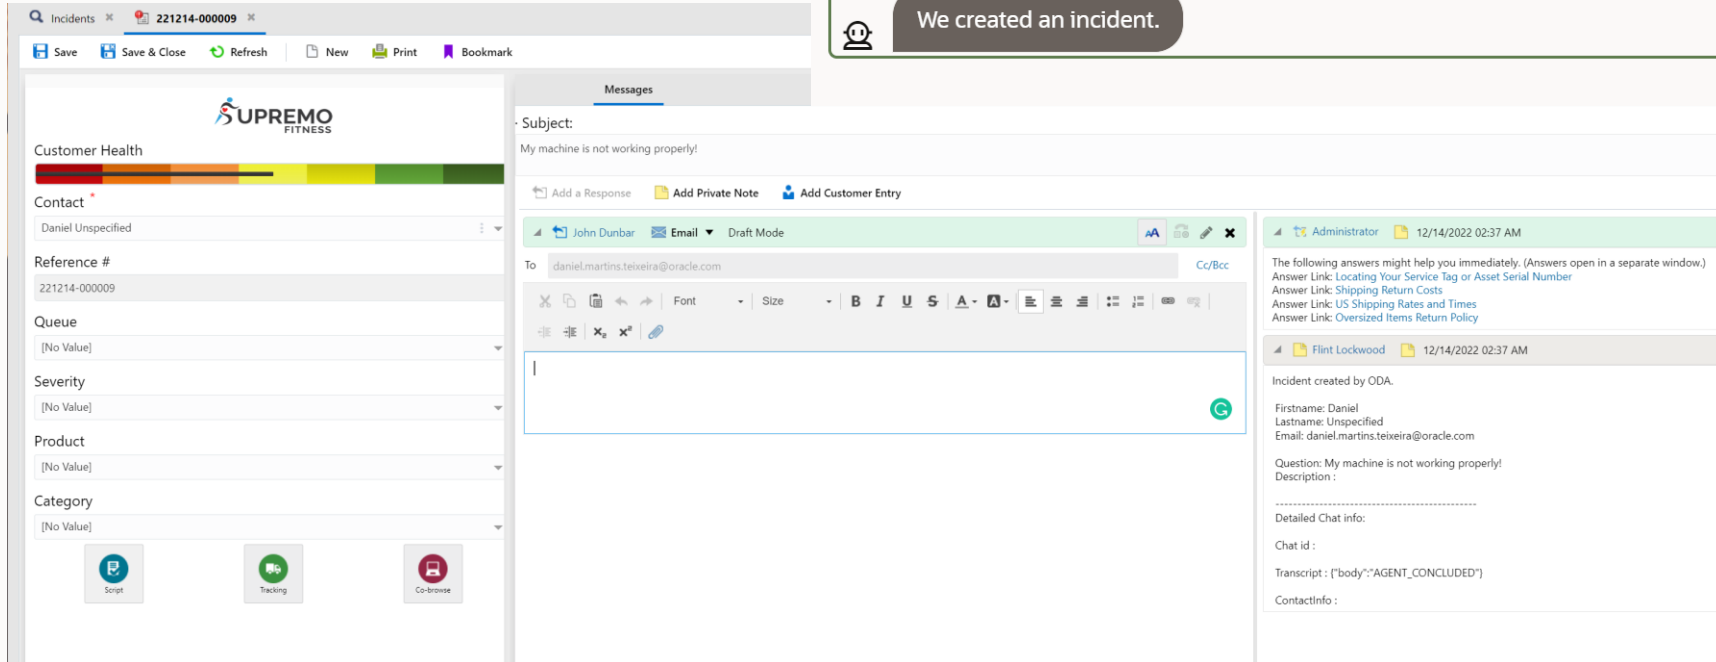 Incidents
221214-000009
We created an incident.
Save
Save & Close
Refresh
New
Print
Bookmark
SUPREMO
FITNESS
Customer Health
Contact *
Daniel Unspecified
Reference #
221214-000009
Queue
[No Value]
Severity
[No Value]
Product
[No Value]
Category
[No Value]
Script
Tracking
Co-browse
Messages
Subject:
My machine is not working properly!
Add a Response Add Private Note Add Customer Entry
John Dunbar Email Draft Mode
To daniel.martins.teixeira@oracle.com Cc/Bcc
Font Size B I U S A A
x₂ x²
Administrator 12/14/2022 02:37 AM
The following answers might help you immediately. (Answers open in a separate window.)
Answer Link: Locating Your Service Tag or Asset Serial Number
Answer Link: Shipping Return Costs
Answer Link: US Shipping Rates and Times
Answer Link: Oversized Items Return Policy
Flint Lockwood 12/14/2022 02:37 AM
Incident created by ODA.
Firstname: Daniel
Lastname: Unspecified
Email: daniel.martins.teixeira@oracle.com
Question: My machine is not working properly!
Description :
------------------------------------------------
Detailed Chat info:
Chat id :
Transcript : {"body":"AGENT_CONCLUDED"}
ContactInfo :